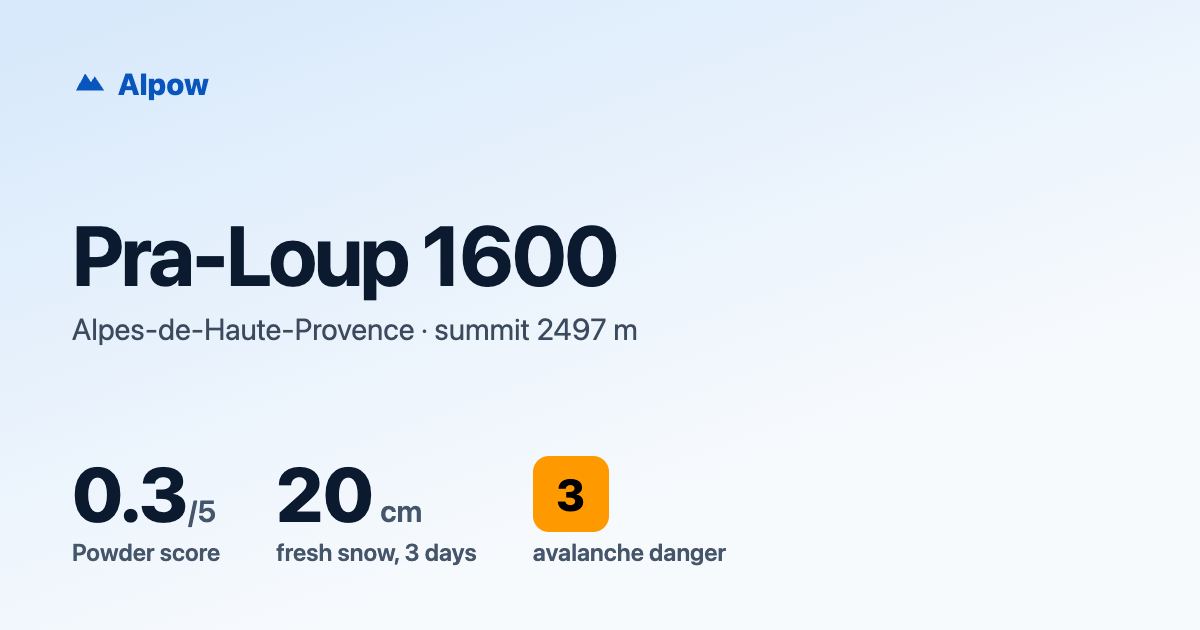 Alpow
Pra-Loup 1600
Alpes-de-Haute-Provence · summit 2497 m
0.3/5
Powder score
20 cm
fresh snow, 3 days
3
avalanche danger